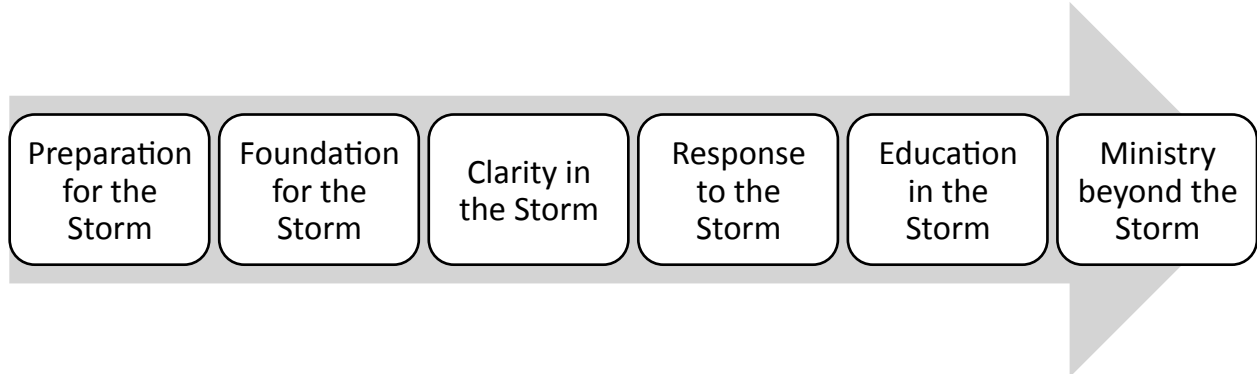 Preparation
for the
Storm
Foundation
for the
Storm
Clarity in
the Storm
Response
to the
Storm
Education
in the
Storm
Ministry
beyond the
Storm